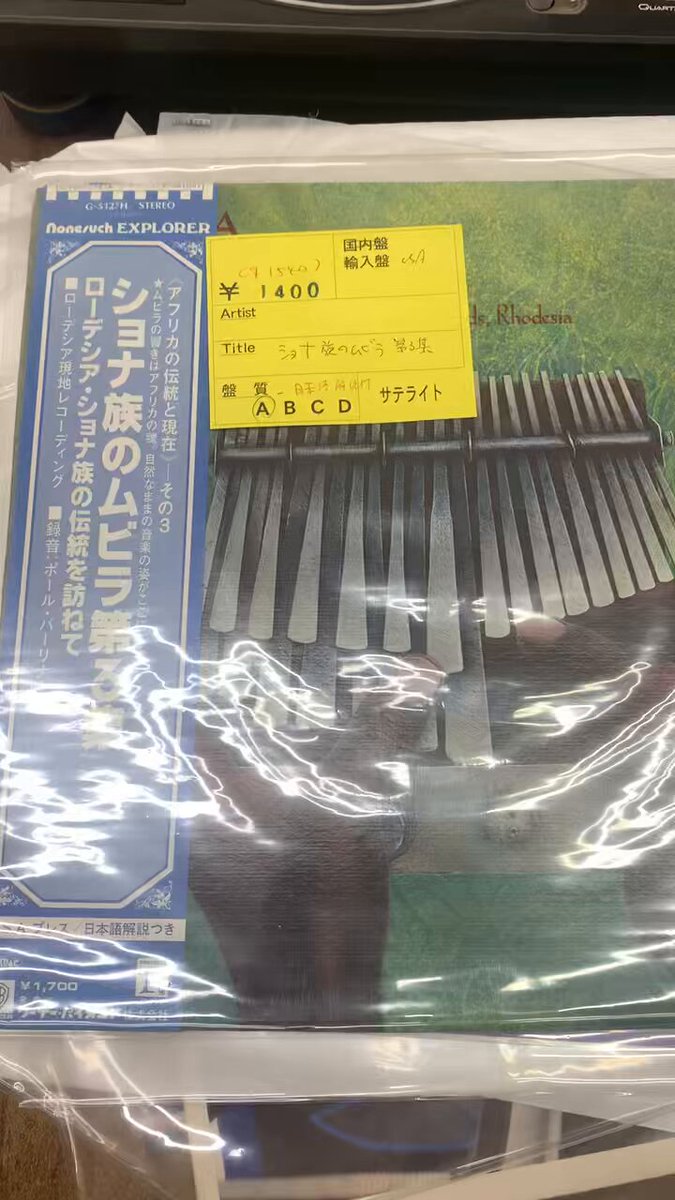 G-5127H STEREO
Nonesuch EXPLORER
A
《アフリカの伝統と現在》—その3
★ムビラの響きはアフリカの魂。自然なままの音楽の姿がここ
ショナ族のムビラ第3集
ローデシア・ショナ族の伝統を訪ねて
■ローデシア現地レコーディング ■録音:ポール・バーリ
プレス/日本語解説つき
¥1,700
国内盤
輸入盤 USA
¥ 1400
Artist
Title ショナ族のムビラ 第3集
盤質
A B C D
サテライト
ds, Rhodesia